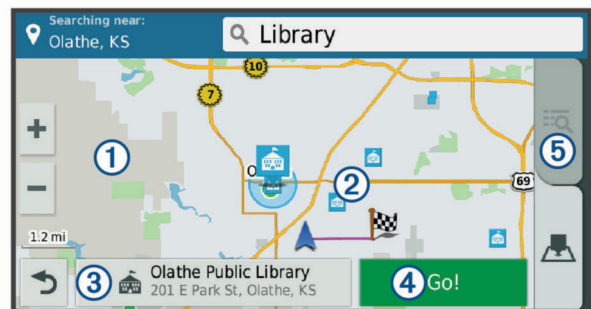 Searching near:
Olathe, KS
Library
10
7
+
1
5
O
2
69
−
1.2 mi
3
Olathe Public Library
201 E Park St, Olathe, KS
4
Go!